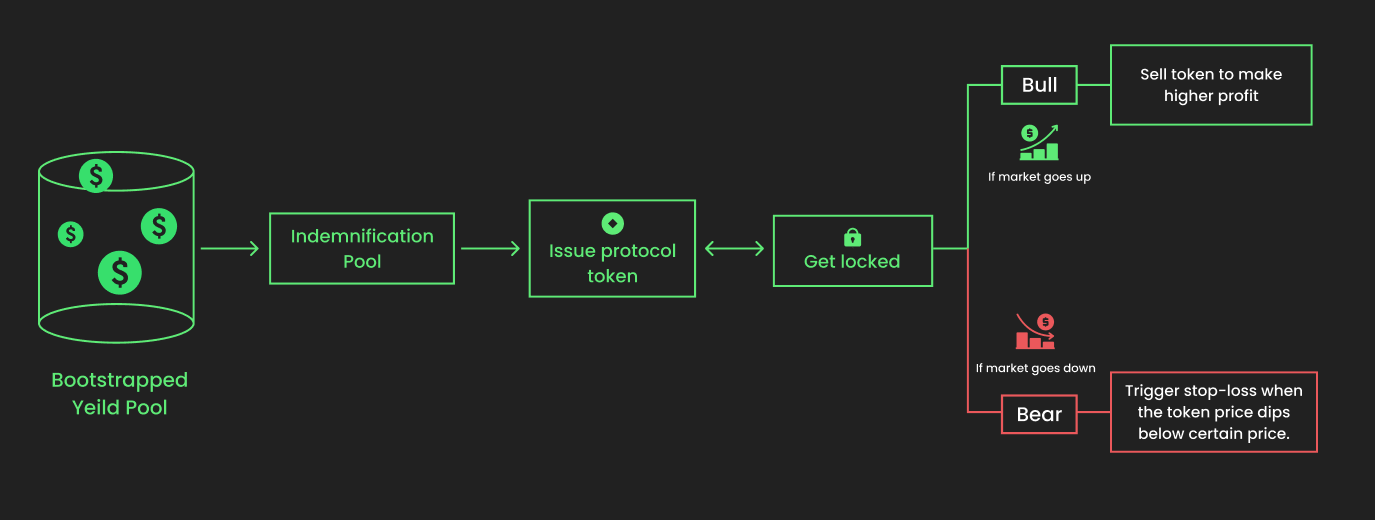 Bootstrapped
Yeild Pool
Indemnification
Pool
Issue protocol
token
Get locked
Bull
Sell token to make
higher profit
If market goes up
If market goes down
Bear
Trigger stop-loss when
the token price dips
below certain price.